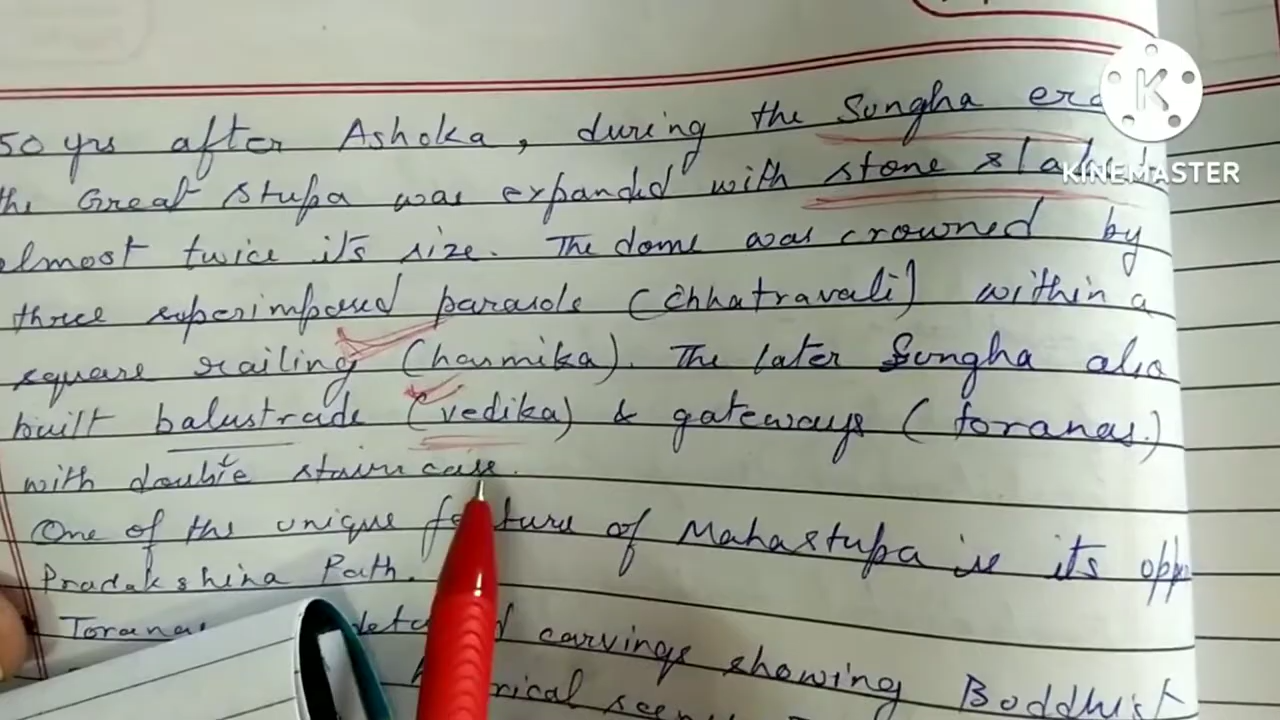 50 yrs after Ashoka, during the Sungha era
the Great Stupa was expanded with stone slabs
almost twice its size. The dome was crowned by
three superimposed parasols (Chhatravali) within a
square railing (harmika). The later Sungha also
built balustrade (vedika) & gateways (toranas.)
with double staircase.
One of the unique feature of Mahastupa is its
Pradakshina Path.
Toranas carvings showing Boddhist
KINEMASTER